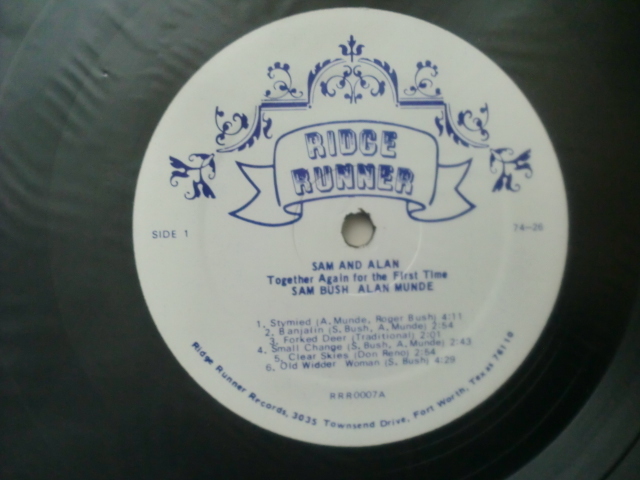 RIDGE
RUNNER
SIDE 1
74-26
SAM AND ALAN
Together Again for the First Time
SAM BUSH ALAN MUNDE
1. Stymied (A. Munde, Roger Bush) 4:11
2. Banjalin (S. Bush, A. Munde) 2:54
3. Forked Deer (Traditional) 2:01
4. Small Change (S. Bush, A. Munde) 2:43
5. Clear Skies (Don Reno) 2:54
6. Old Widder Woman (S. Bush) 4:28
RRR0007A
Ridge Runner Records, 3035 Townsend Drive, Fort Worth, Texas 76110